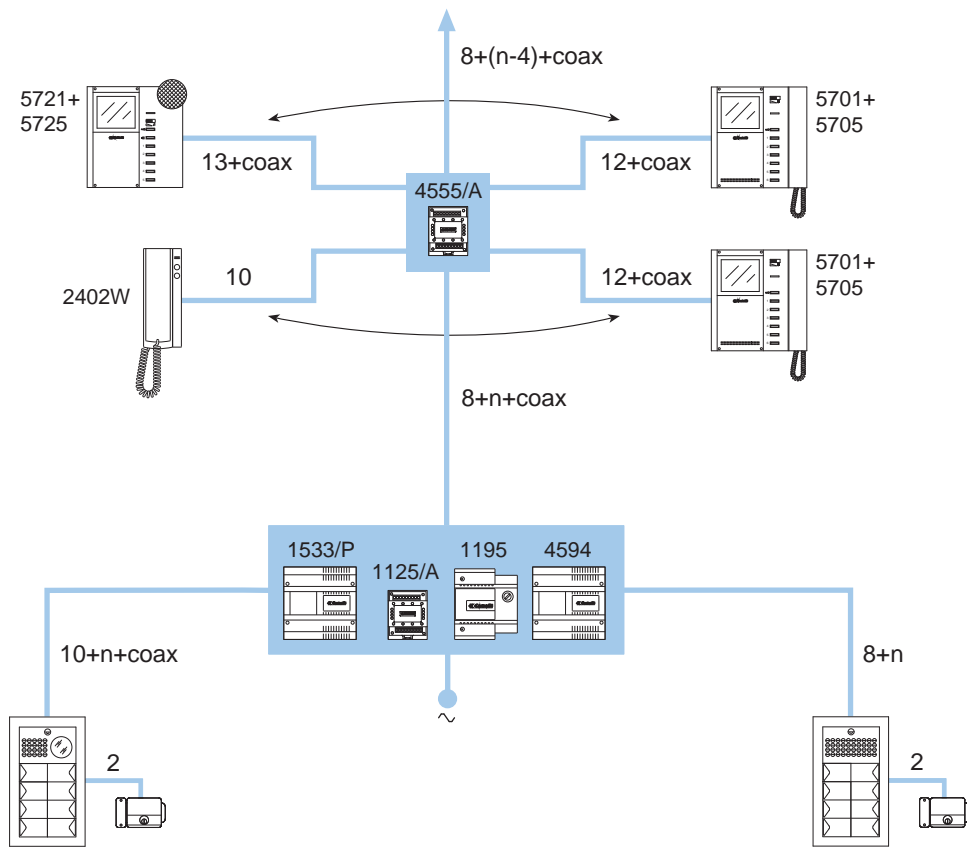 8+(n-4)+coax
5721+
5725
5701+
5705
13+coax
12+coax
4555/A
2402W
10
12+coax
5701+
5705
8+n+coax
1533/P
1125/A
1195
4594
10+n+coax
8+n
~
2
2